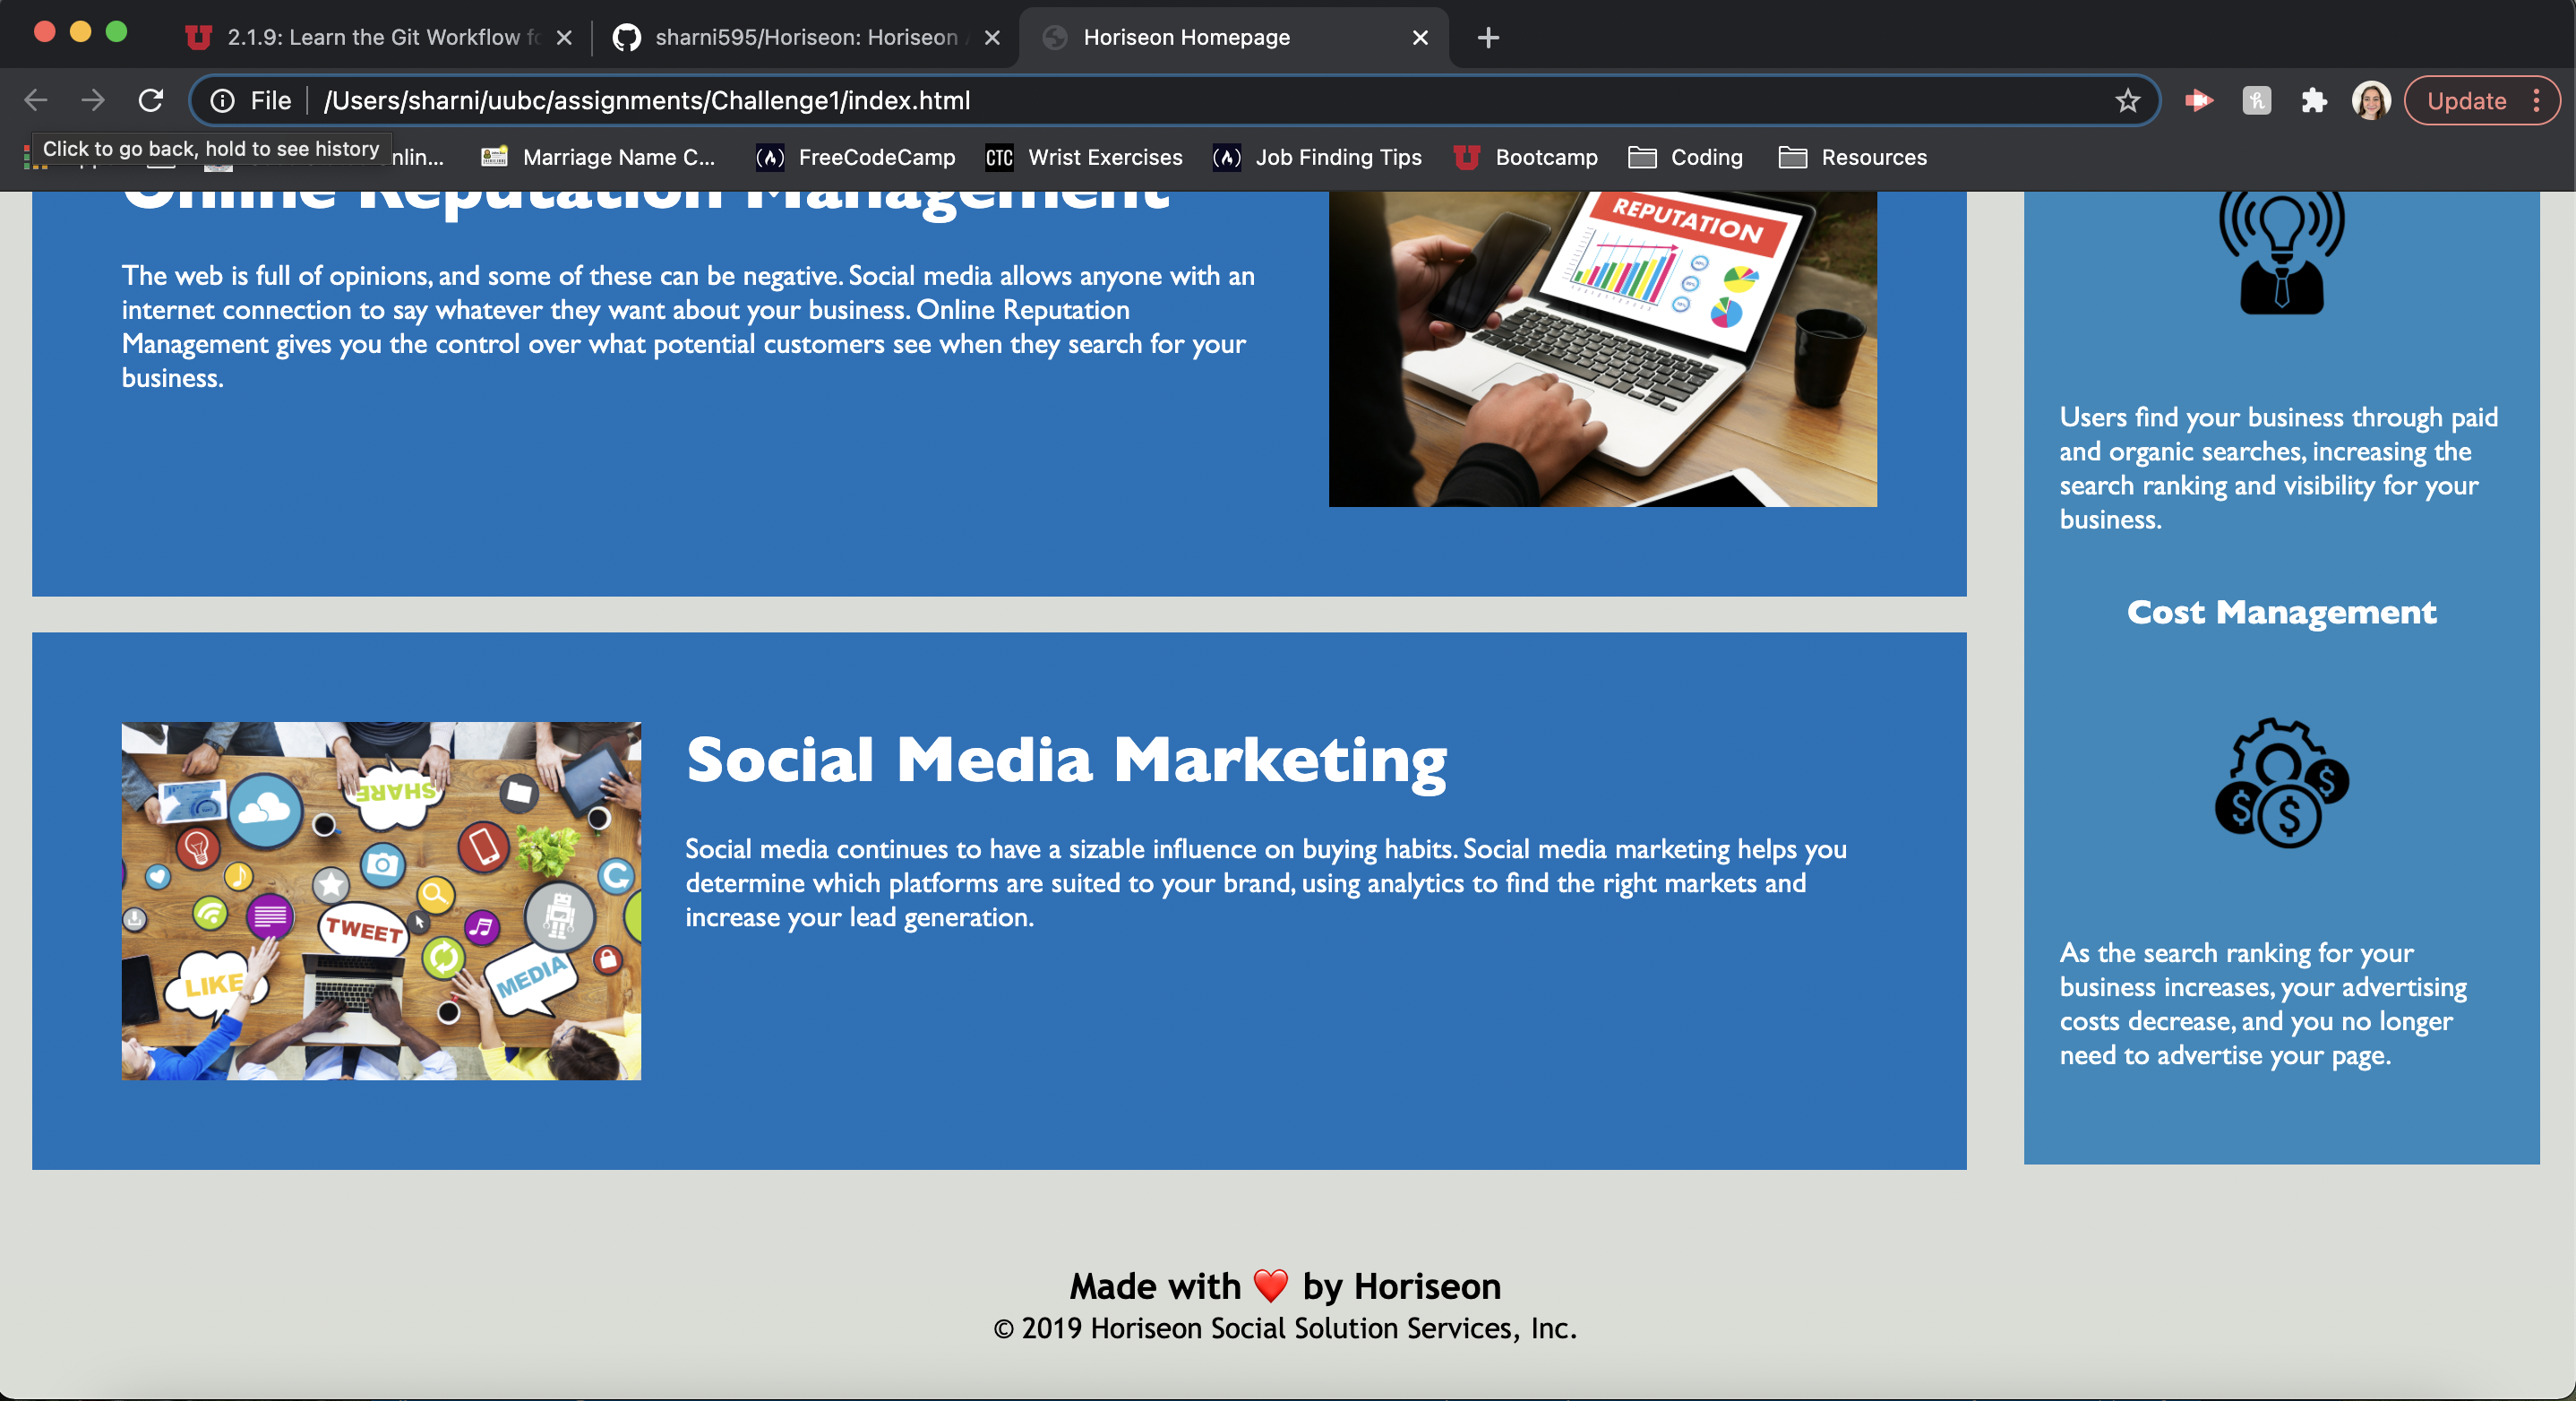 2.1.9: Learn the Git Workflow fo
sharni595/Horiseon: Horiseon
Horiseon Homepage
File /Users/sharni/uubc/assignments/Challenge1/index.html
Update
Click to go back, hold to see history
nlin...
Marriage Name C...
FreeCodeCamp
CTC
Wrist Exercises
Job Finding Tips
Bootcamp
Coding
Resources
Online Reputation Management
The web is full of opinions, and some of these can be negative. Social media allows anyone with an
internet connection to say whatever they want about your business. Online Reputation
Management gives you the control over what potential customers see when they search for your
business.
REPUTATION
Social Media Marketing
Social media continues to have a sizable influence on buying habits. Social media marketing helps you
determine which platforms are suited to your brand, using analytics to find the right markets and
increase your lead generation.
SHARE
TWEET
LIKE
MEDIA
Users find your business through paid
and organic searches, increasing the
search ranking and visibility for your
business.
Cost Management
As the search ranking for your
business increases, your advertising
costs decrease, and you no longer
need to advertise your page.
Made with ❤️ by Horiseon
© 2019 Horiseon Social Solution Services, Inc.